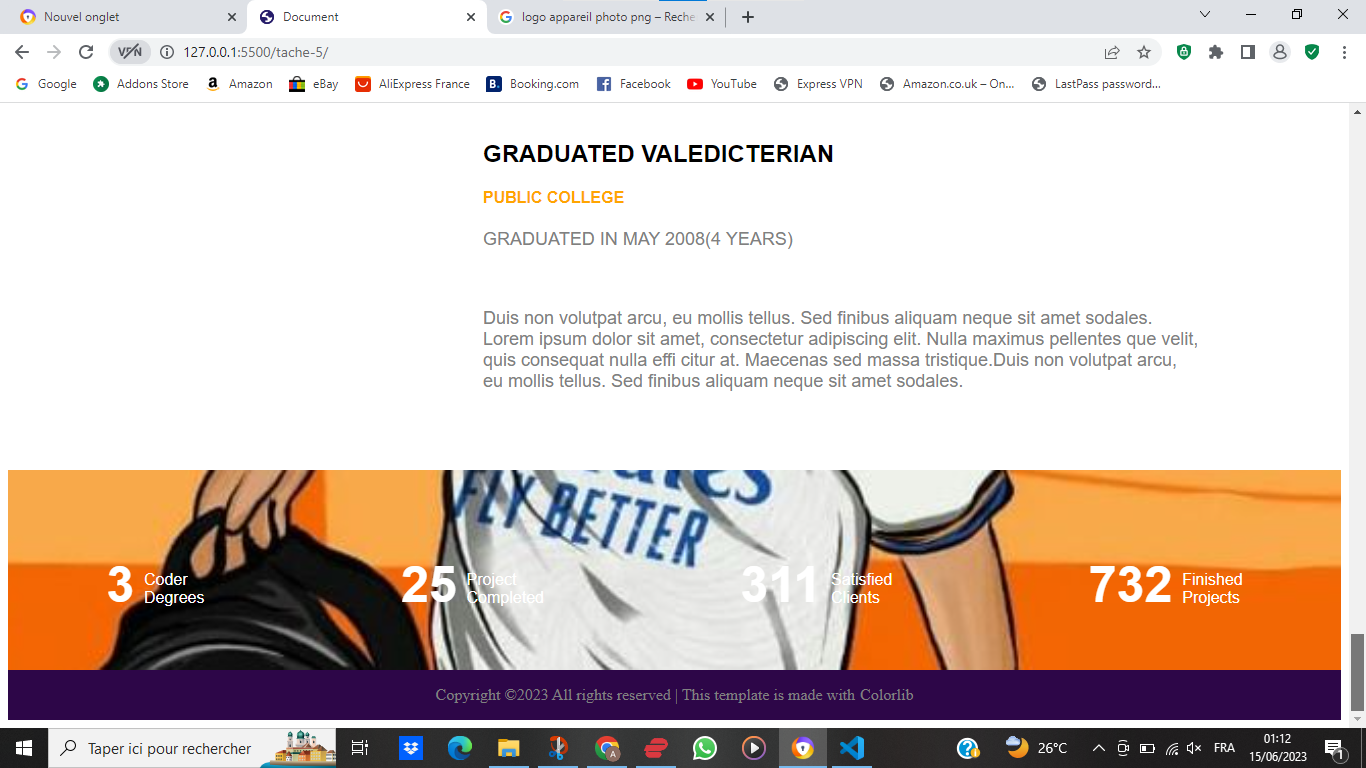 Nouvel onglet
Document
logo appareil photo png – Reche
VPN
127.0.0.1:5500/tache-5/
Google
Addons Store
Amazon
eBay
AliExpress France
Booking.com
Facebook
YouTube
Express VPN
Amazon.co.uk – On...
LastPass password...
GRADUATED VALEDICTERIAN
PUBLIC COLLEGE
GRADUATED IN MAY 2008(4 YEARS)
Duis non volutpat arcu, eu mollis tellus. Sed finibus aliquam neque sit amet sodales.
Lorem ipsum dolor sit amet, consectetur adipiscing elit. Nulla maximus pellentes que velit,
quis consequat nulla effi citur at. Maecenas sed massa tristique.Duis non volutpat arcu,
eu mollis tellus. Sed finibus aliquam neque sit amet sodales.
FLY BETTER
3 Coder
Degrees
25 Project
Completed
311 Satisfied
Clients
732 Finished
Projects
Copyright ©2023 All rights reserved | This template is made with Colorlib
Taper ici pour rechercher
26°C
FRA
01:12
15/06/2023
1